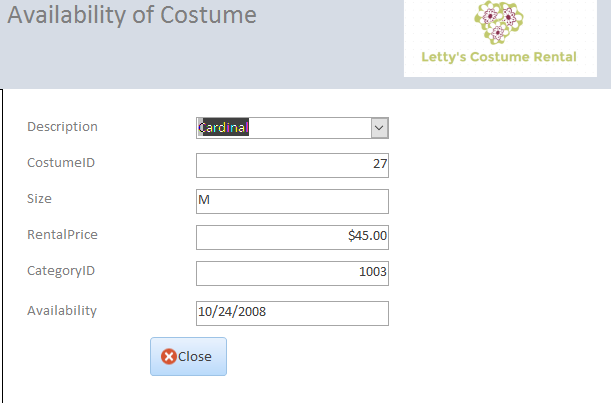 Availability of Costume
Letty's Costume Rental
Description Cardinal
CostumeID 27
Size M
RentalPrice $45.00
CategoryID 1003
Availability 10/24/2008
Close